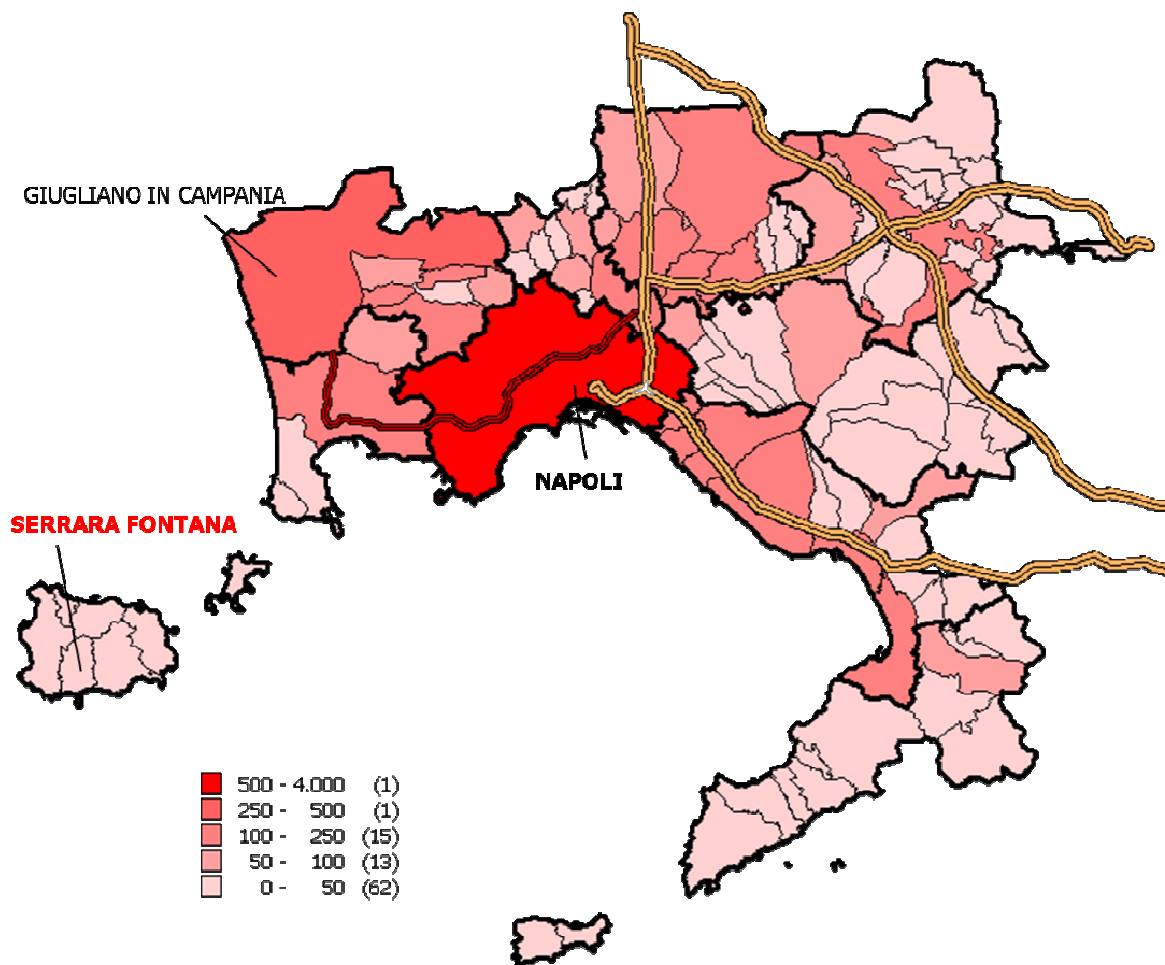 GIUGLIANO IN CAMPANIA
NAPOLI
SERRARA FONTANA
500 - 4.000 (1)
250 - 500 (1)
100 - 250 (15)
50 - 100 (13)
0 - 50 (62)